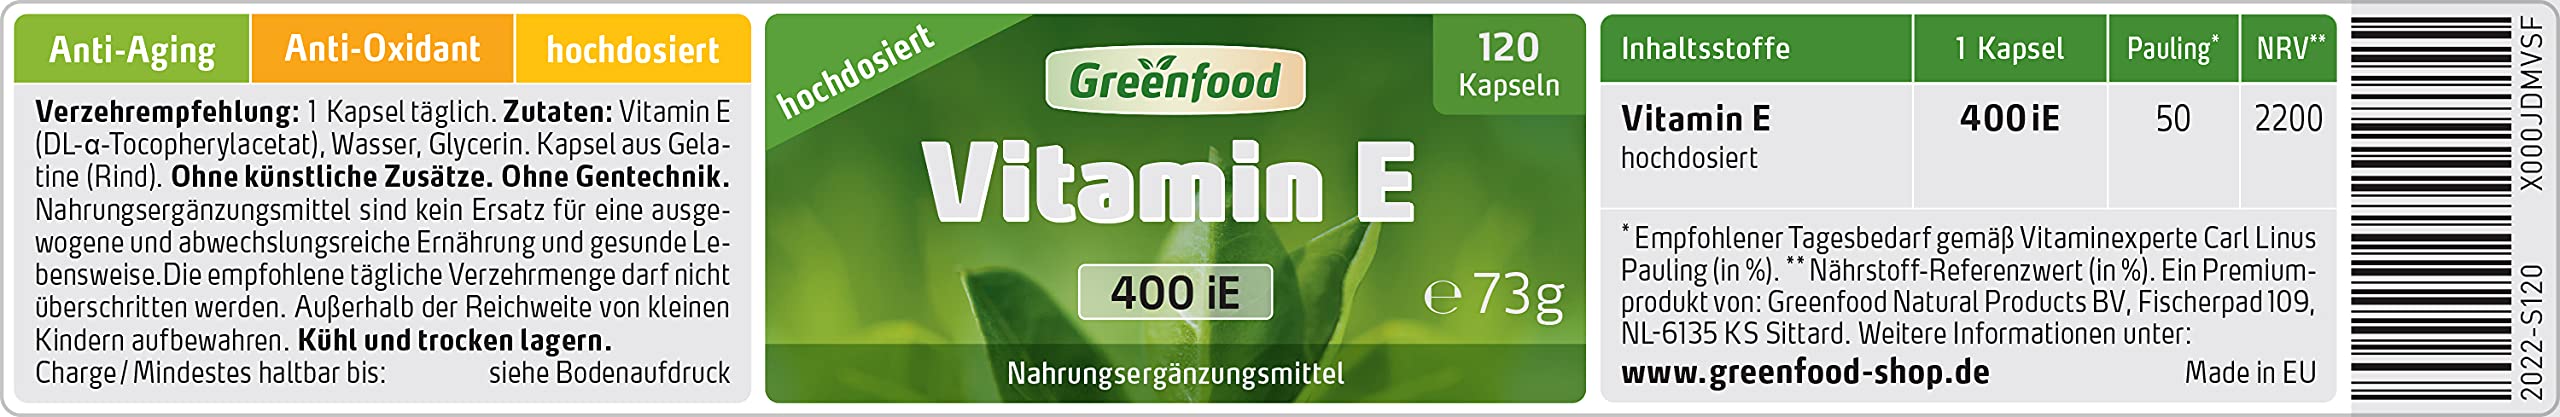 Anti-Aging
Anti-Oxidant
hochdosiert
Verzehrempfehlung: 1 Kapsel täglich. Zutaten: Vitamin E
(DL-α-Tocopherylacetat), Wasser, Glycerin. Kapsel aus Gela-
tine (Rind). Ohne künstliche Zusätze. Ohne Gentechnik.
Nahrungsergänzungsmittel sind kein Ersatz für eine ausge-
wogene und abwechslungsreiche Ernährung und gesunde Le-
bensweise.Die empfohlene tägliche Verzehrmenge darf nicht
überschritten werden. Außerhalb der Reichweite von kleinen
Kindern aufbewahren. Kühl und trocken lagern.
Charge / Mindestes haltbar bis: siehe Bodenaufdruck
hochdosiert
Greenfood
120
Kapseln
Vitamin E
400 iE
℮ 73g
Nahrungsergänzungsmittel
Inhaltsstoffe 1 Kapsel Pauling* NRV**
Vitamin E 400 iE 50 2200
hochdosiert
* Empfohlener Tagesbedarf gemäß Vitaminexperte Carl Linus
Pauling (in %). ** Nährstoff-Referenzwert (in %). Ein Premium-
produkt von: Greenfood Natural Products BV, Fischerpad 109,
NL-6135 KS Sittard. Weitere Informationen unter:
www.greenfood-shop.de Made in EU
X000JDMVSF
2022-S120